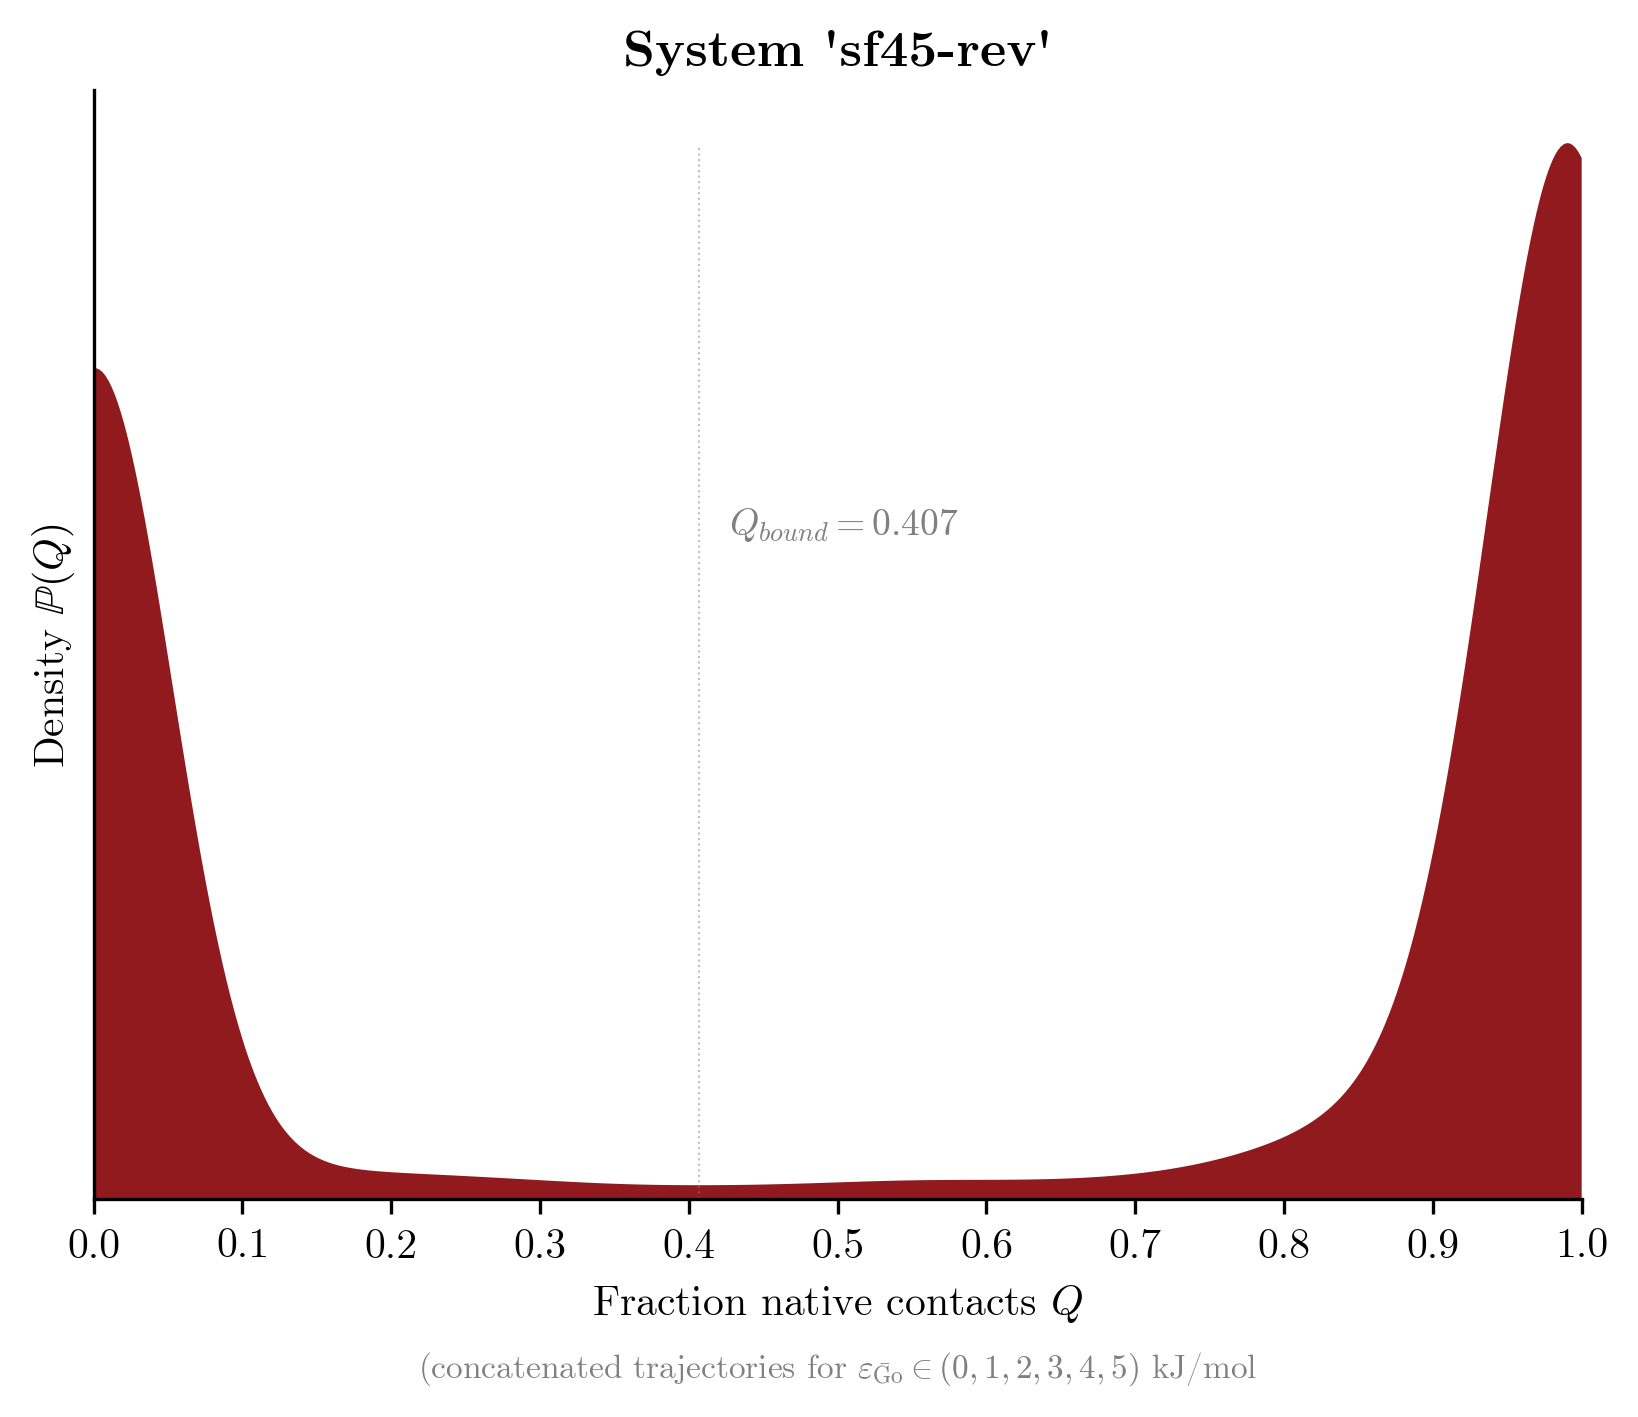 System 'sf45-rev'
Density ℙ(Q)
Q_bound = 0.407
0.0 0.1 0.2 0.3 0.4 0.5 0.6 0.7 0.8 0.9 1.0
Fraction native contacts Q
(concatenated trajectories for ε_Ḡo ∈ (0, 1, 2, 3, 4, 5) kJ/mol